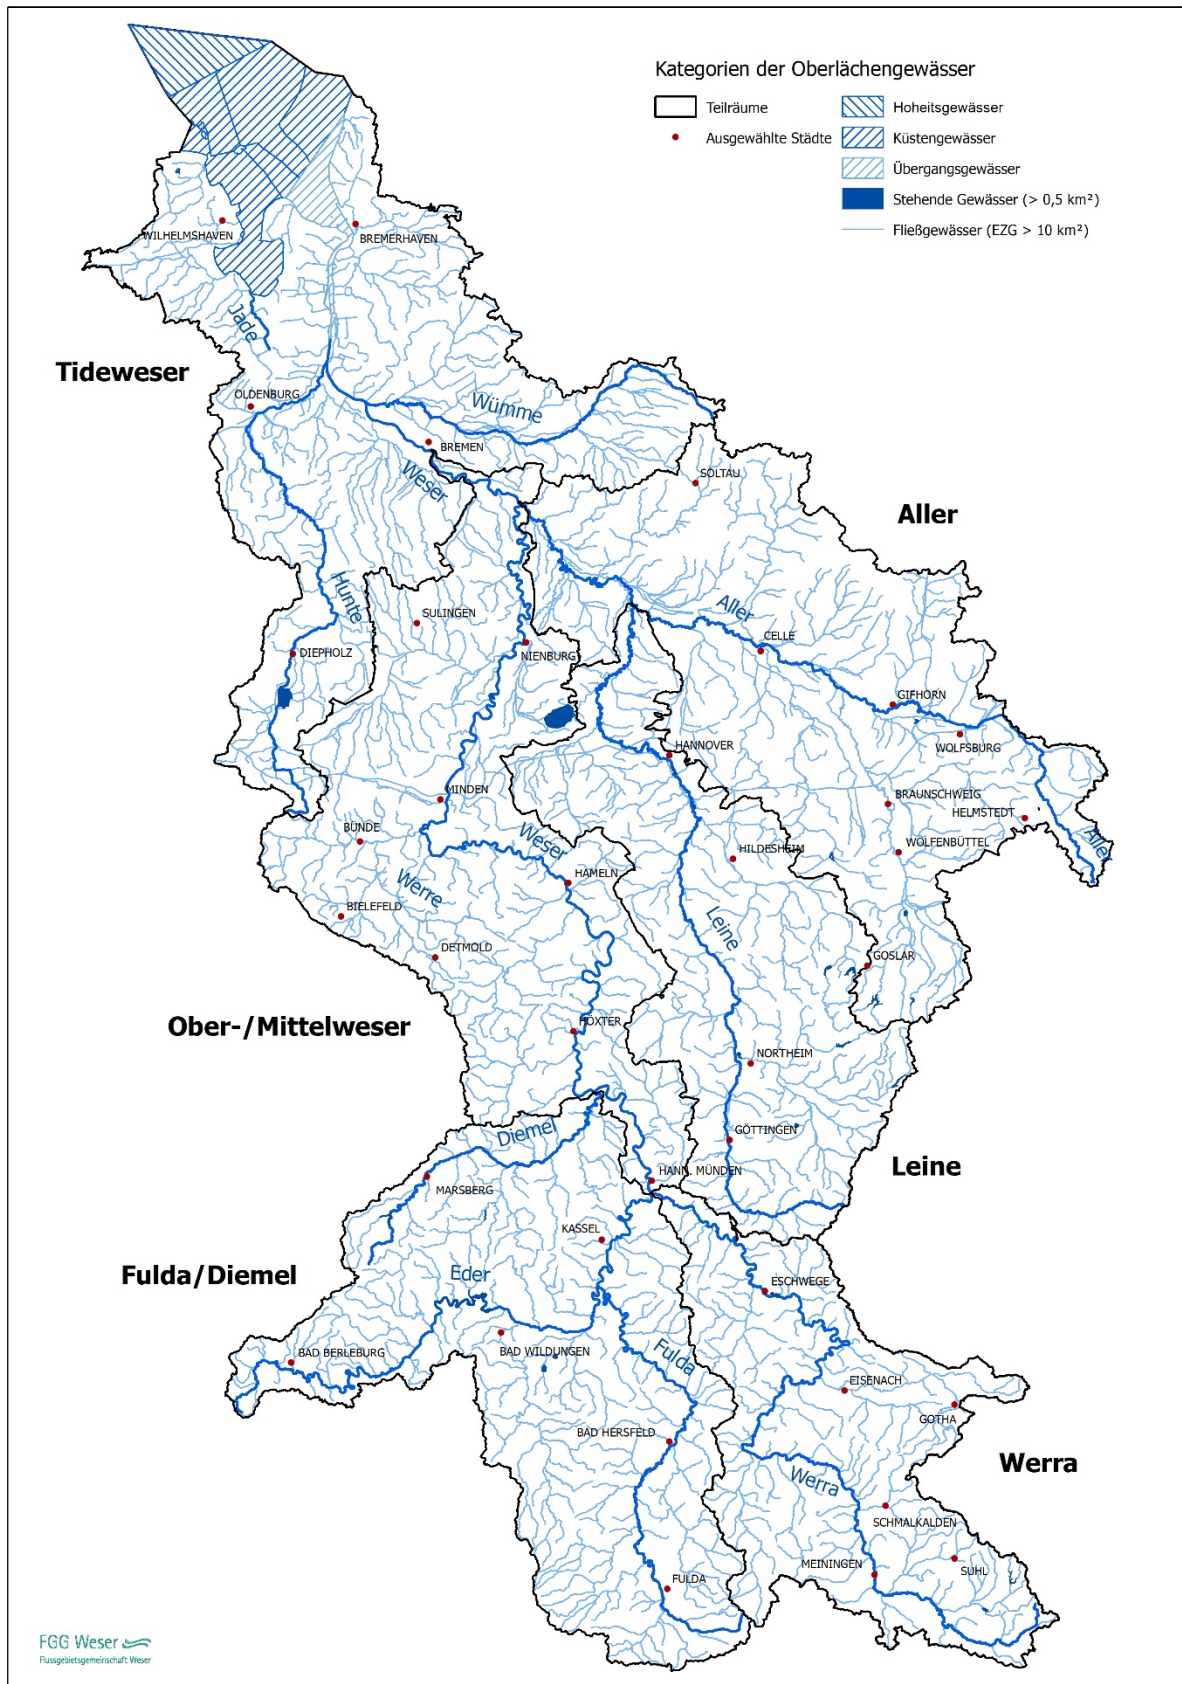 Kategorien der Oberlächengewässer
Teilräume
Ausgewählte Städte
Hoheitsgewässer
Küstengewässer
Übergangsgewässer
Stehende Gewässer (> 0,5 km²)
Fließgewässer (EZG > 10 km²)
WILHELMSHAVEN
BREMERHAVEN
Jade
Tideweser
OLDENBURG
Wümme
BREMEN
Weser
SOLTAU
Aller
Hunte
SULINGEN
Aller
CELLE
DIEPHOLZ
NIENBURG
GIFHORN
WOLFSBURG
HANNOVER
MINDEN
BRAUNSCHWEIG
HELMSTEDT
BÜNDE
Weser
HILDESHEIM
WOLFENBÜTTEL
Aller
Werre
HAMELN
BIELEFELD
Leine
DETMOLD
GOSLAR
Ober-/Mittelweser
HÖXTER
NORTHEIM
Diemel
GÖTTINGEN
Leine
HANN. MÜNDEN
MARSBERG
KASSEL
Fulda/Diemel
Eder
ESCHWEGE
BAD BERLEBURG
BAD WILDUNGEN
Fulda
EISENACH
GOTHA
BAD HERSFELD
Werra
Werra
SCHMALKALDEN
MEININGEN
SUHL
FULDA
FGG Weser
Flussgebietsgemeinschaft Weser